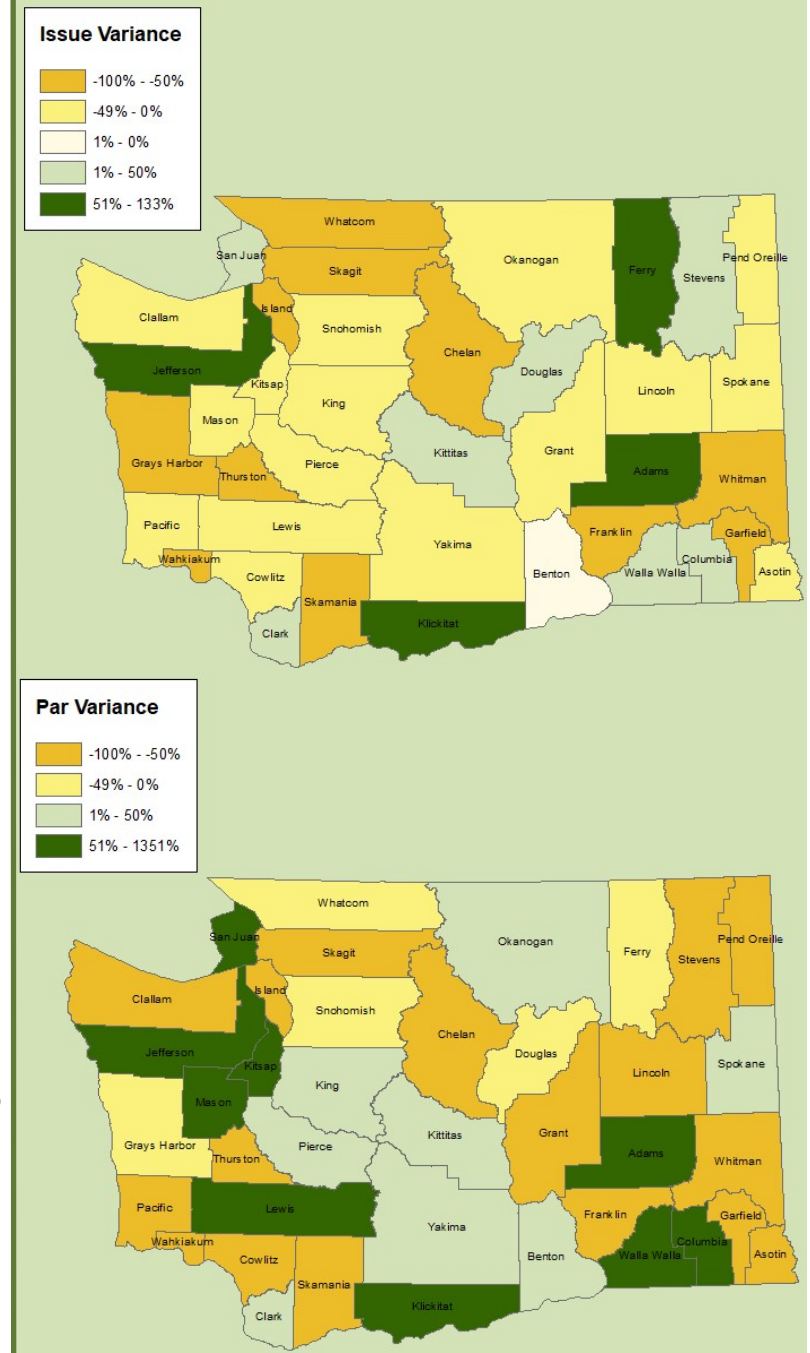 Issue Variance
-100% - -50%
-49% - 0%
1% - 0%
1% - 50%
51% - 133%
Whatcom
San Juan
Skagit
Okanogan
Ferry
Stevens
Pend Oreille
Island
Clallam
Snohomish
Chelan
Jefferson
Douglas
Kitsap
Lincoln
Spokane
King
Mason
Kittitas
Grant
Grays Harbor
Pierce
Adams
Thurston
Whitman
Pacific
Lewis
Franklin
Garfield
Yakima
Wahkiakum
Columbia
Walla Walla
Asotin
Cowlitz
Benton
Skamania
Klickitat
Clark
Par Variance
-100% - -50%
-49% - 0%
1% - 50%
51% - 1351%
Whatcom
San Juan
Skagit
Okanogan
Ferry
Stevens
Pend Oreille
Island
Clallam
Snohomish
Chelan
Jefferson
Douglas
Kitsap
Spokane
Lincoln
King
Mason
Kittitas
Grant
Grays Harbor
Pierce
Adams
Thurston
Whitman
Pacific
Lewis
Franklin
Garfield
Yakima
Wahkiakum
Columbia
Walla Walla
Asotin
Cowlitz
Benton
Skamania
Klickitat
Clark